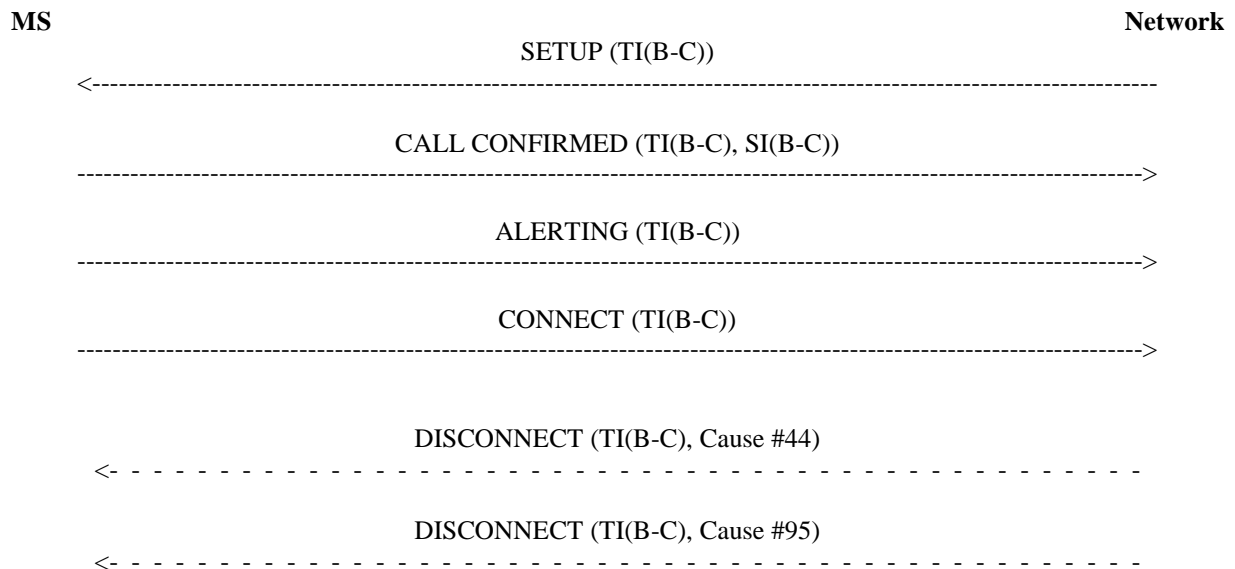 MS Network
SETUP (TI(B-C))
<----------------------------------------------------------------------------------------------------------------------
CALL CONFIRMED (TI(B-C), SI(B-C))
---------------------------------------------------------------------------------------------------------------------->
ALERTING (TI(B-C))
---------------------------------------------------------------------------------------------------------------------->
CONNECT (TI(B-C))
---------------------------------------------------------------------------------------------------------------------->
DISCONNECT (TI(B-C), Cause #44)
<- - - - - - - - - - - - - - - - - - - - - - - - - - - - - - - - - - - - - - - - - - - - - - - -
DISCONNECT (TI(B-C), Cause #95)
<- - - - - - - - - - - - - - - - - - - - - - - - - - - - - - - - - - - - - - - - - - - - - - - -